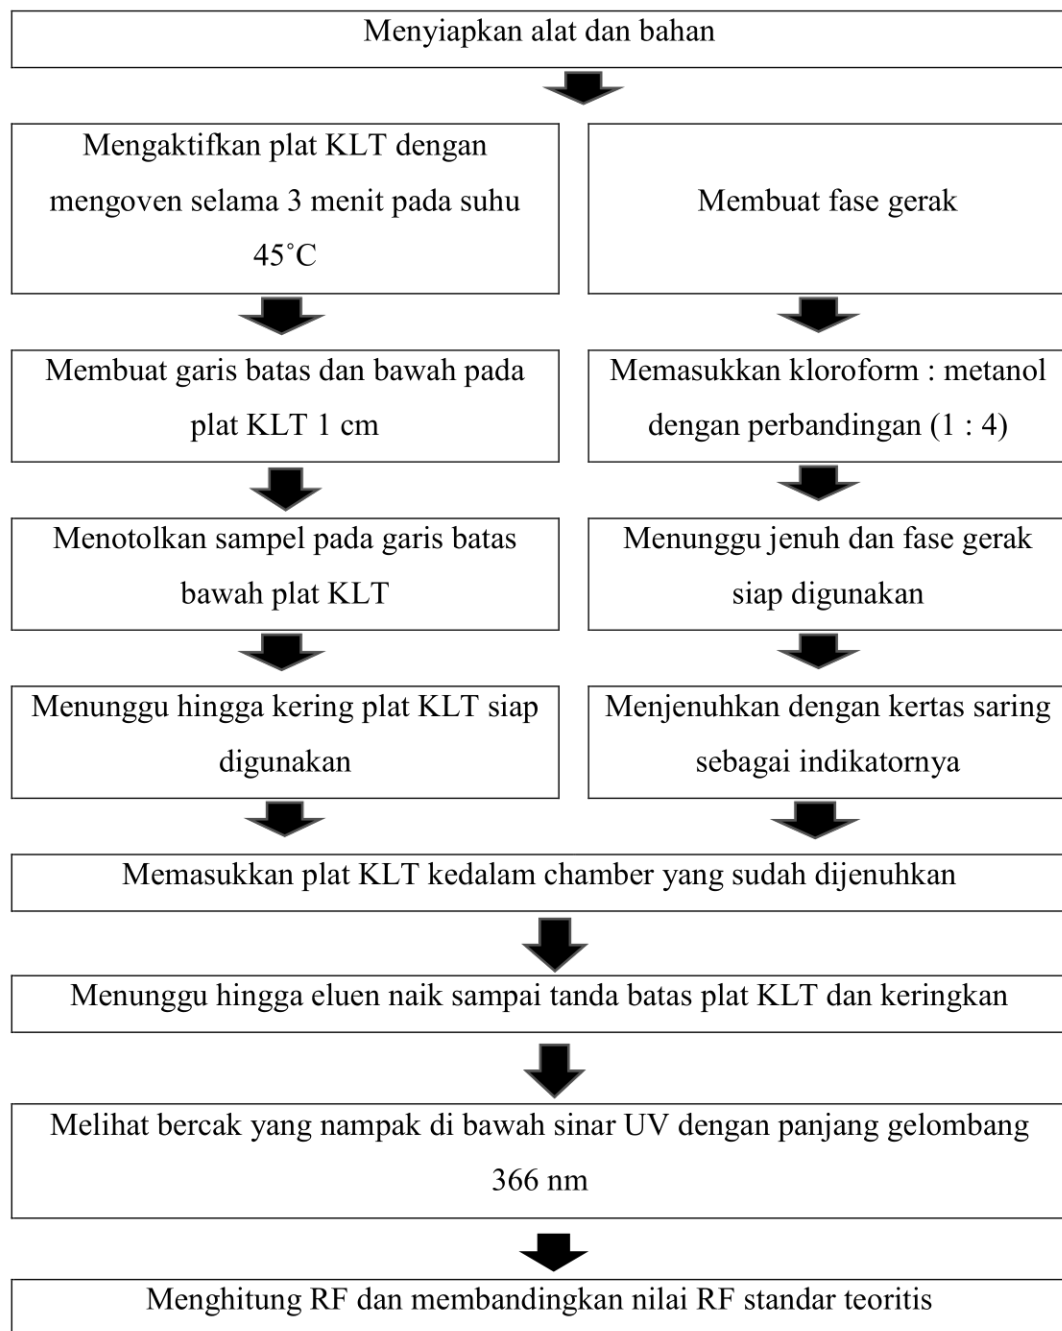 Menyiapkan alat dan bahan
Mengaktifkan plat KLT dengan
mengoven selama 3 menit pada suhu
45˚C
Membuat fase gerak
Membuat garis batas dan bawah pada
plat KLT 1 cm
Memasukkan kloroform : metanol
dengan perbandingan (1 : 4)
Menotolkan sampel pada garis batas
bawah plat KLT
Menunggu jenuh dan fase gerak
siap digunakan
Menunggu hingga kering plat KLT siap
digunakan
Menjenuhkan dengan kertas saring
sebagai indikatornya
Memasukkan plat KLT kedalam chamber yang sudah dijenuhkan
Menunggu hingga eluen naik sampai tanda batas plat KLT dan keringkan
Melihat bercak yang nampak di bawah sinar UV dengan panjang gelombang
366 nm
Menghitung RF dan membandingkan nilai RF standar teoritis